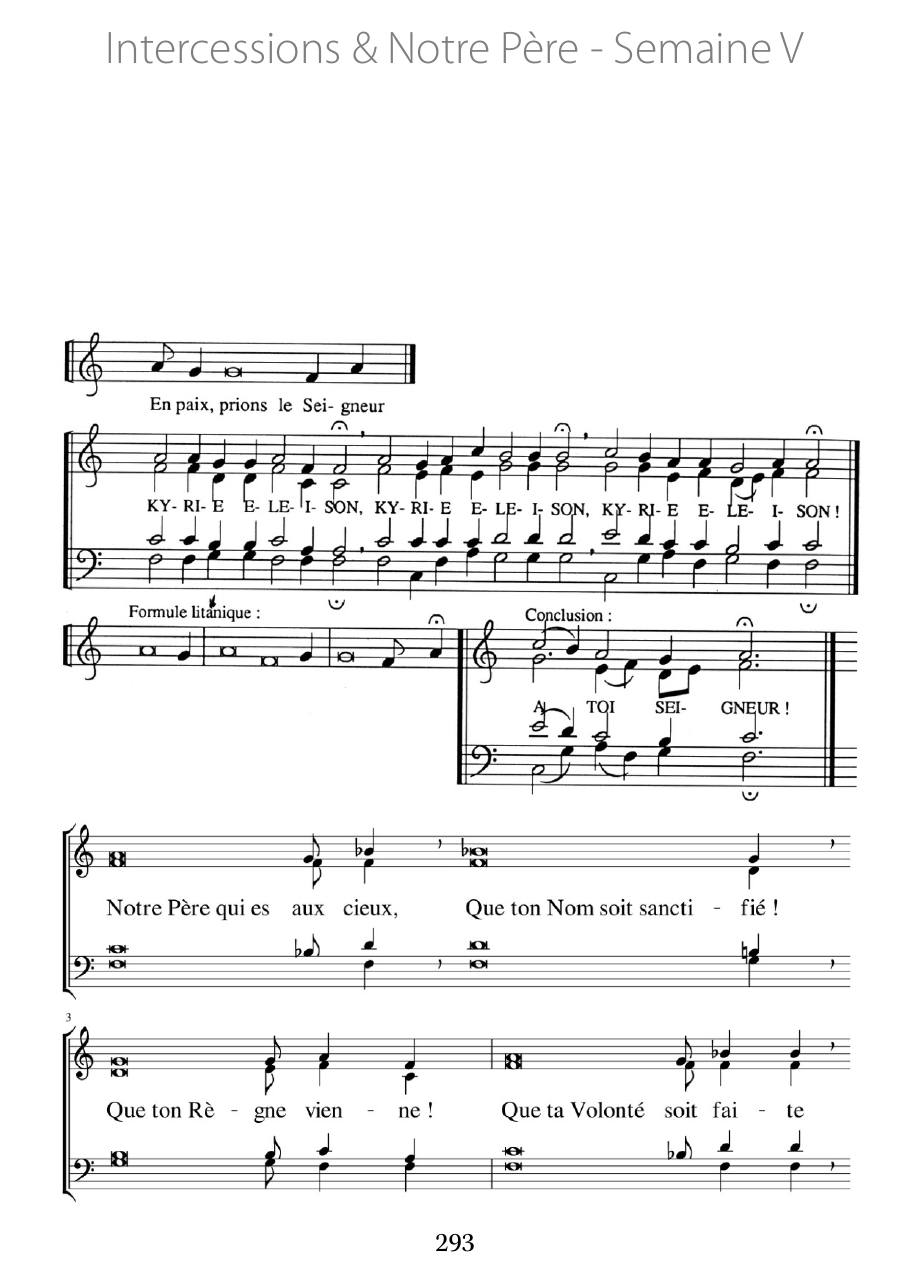 Intercessions & Notre Père - Semaine V
En paix, prions le Sei- gneur
KY- RI- E E- LE- I- SON, KY- RI- E E- LE- I- SON, KY- RI- E E- LE- I- SON !
Formule litanique :
Conclusion :
A TOI SEI- GNEUR !
Notre Père qui es aux cieux, Que ton Nom soit sancti - fié !
3
Que ton Rè - gne vien - ne ! Que ta Volonté soit fai - te
293